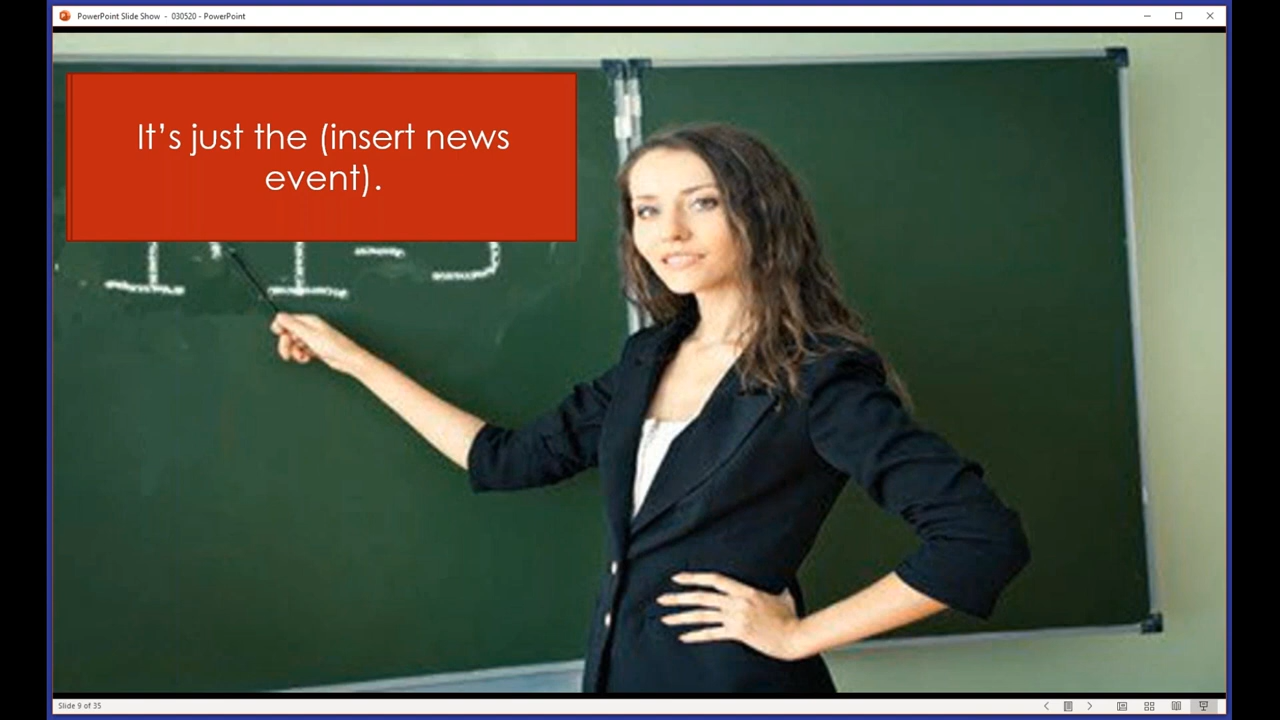 PowerPoint Slide Show - 030520 - PowerPoint
It's just the (insert news
event).
Slide 9 of 35